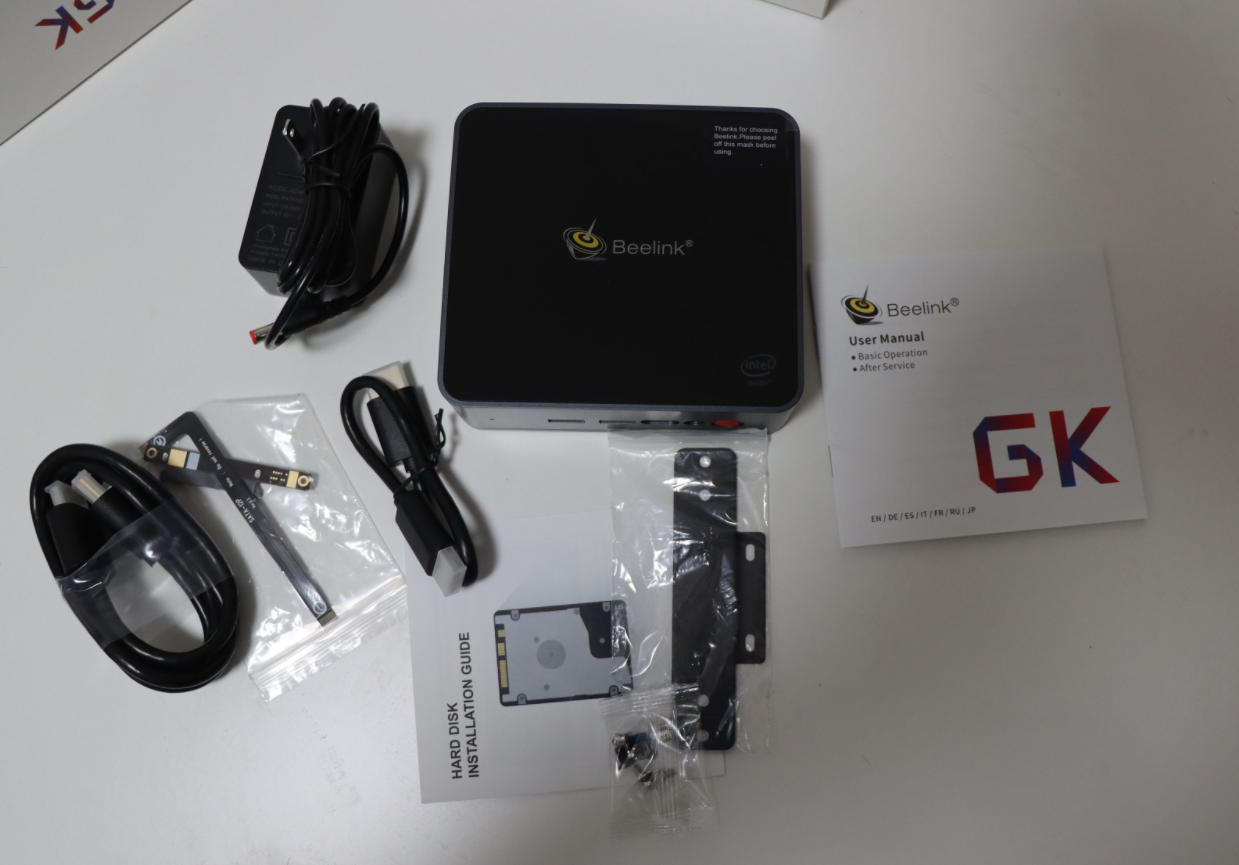 GK
Thanks for choosing
Beelink.Please peel
off this mask before
using.
Beelink®
intel
Beelink®
User Manual
• Basic Operation
• After Service
GK
EN / DE / ES / IT / FR / RU / JP
SATA-
HARD DISK
INSTALLATION GUIDE